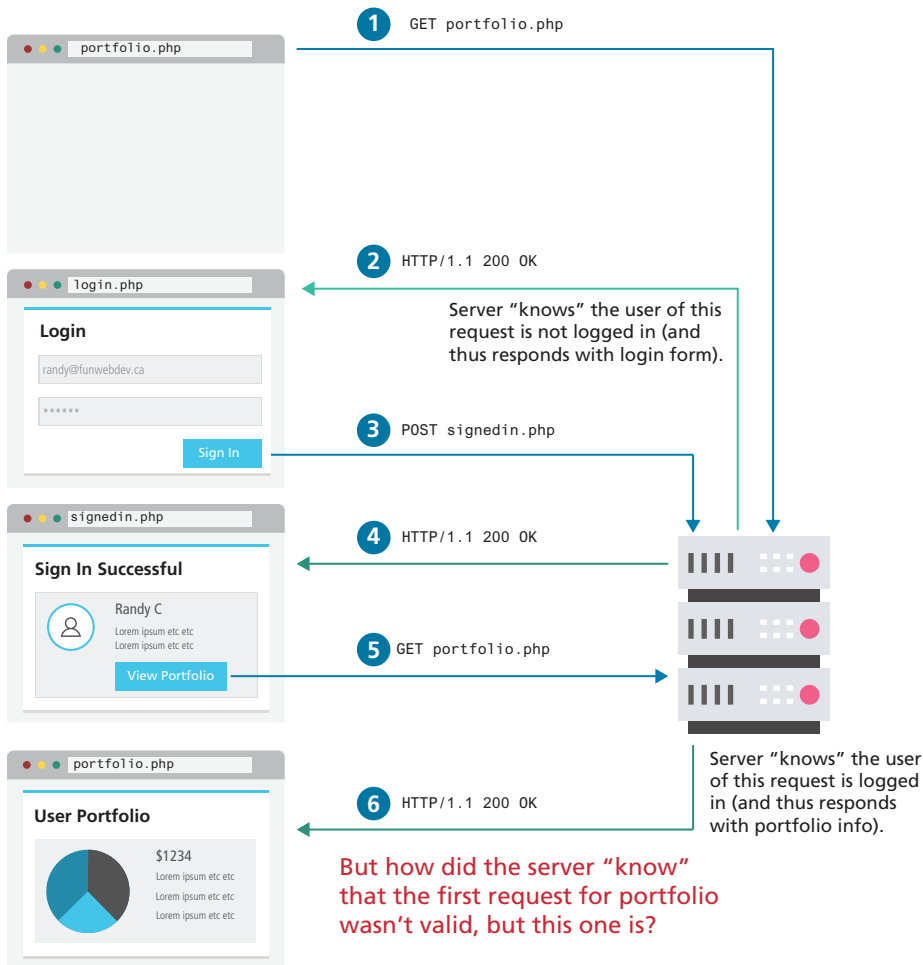 1 GET portfolio.php
portfolio.php
2 HTTP/1.1 200 OK
login.php
Server “knows” the user of this
request is not logged in (and
thus responds with login form).
Login
randy@funwebdev.ca
******
3 POST signedin.php
Sign In
signedin.php
4 HTTP/1.1 200 OK
Sign In Successful
Randy C
Lorem ipsum etc etc
Lorem ipsum etc etc
5 GET portfolio.php
View Portfolio
portfolio.php
Server “knows” the user
of this request is logged
in (and thus responds
with portfolio info).
6 HTTP/1.1 200 OK
User Portfolio
$1234
Lorem ipsum etc etc
Lorem ipsum etc etc
Lorem ipsum etc etc
But how did the server “know”
that the first request for portfolio
wasn’t valid, but this one is?